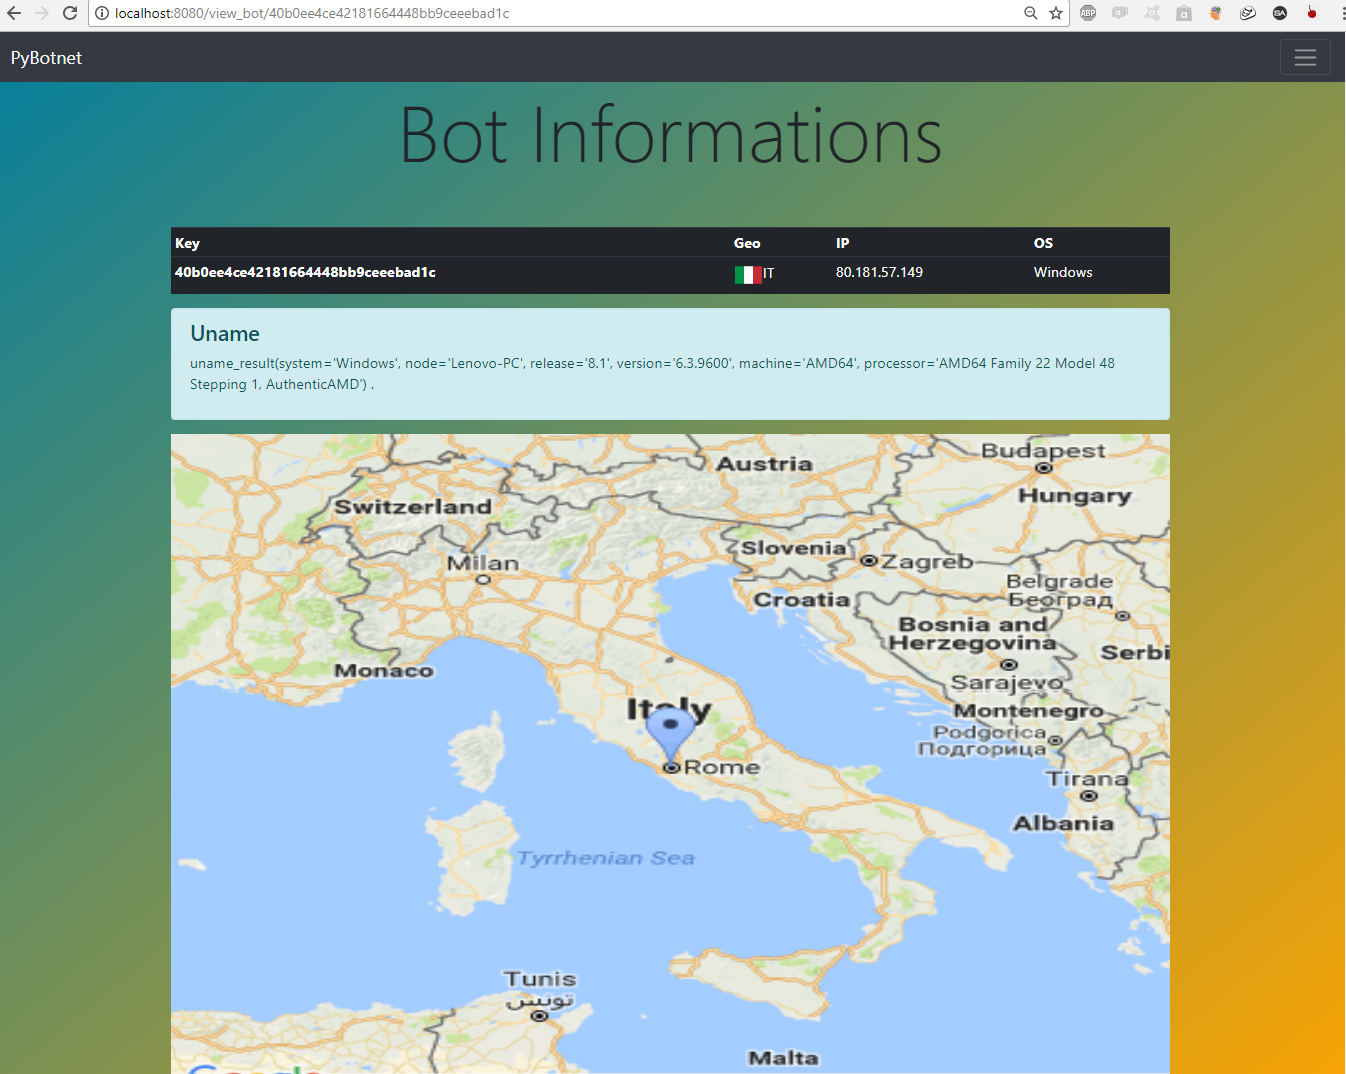 localhost:8080/view_bot/40b0ee4ce42181664448bb9ceeebad1c
ABP
a
SA
PyBotnet
Bot Informations
Key Geo IP OS
40b0ee4ce42181664448bb9ceeebad1c IT 80.181.57.149 Windows
Uname
uname_result(system='Windows', node='Lenovo-PC', release='8.1', version='6.3.9600', machine='AMD64', processor='AMD64 Family 22 Model 48
Stepping 1, AuthenticAMD') .
Budapest
Austria
Hungary
Switzerland
Slovenia
Milan
Zagreb
Belgrade
Београд
Croatia
Bosnia and
Herzegovina
Serbi
Monaco
Sarajevo
Italy
Montenegro
Podgorica
Подгорица
Rome
Tirana
Albania
Tyrrhenian Sea
Tunis
تونس
Malta
Google